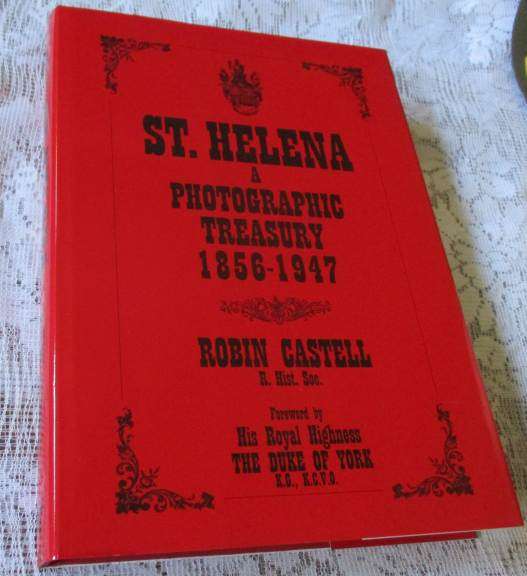 ST. HELENA
A
PHOTOGRAPHIC
TREASURY
1856-1947
ROBIN CASTELL
R. Hist. Soc.
Foreword by
His Royal Highness
THE DUKE OF YORK
K.G., K.C.V.O.